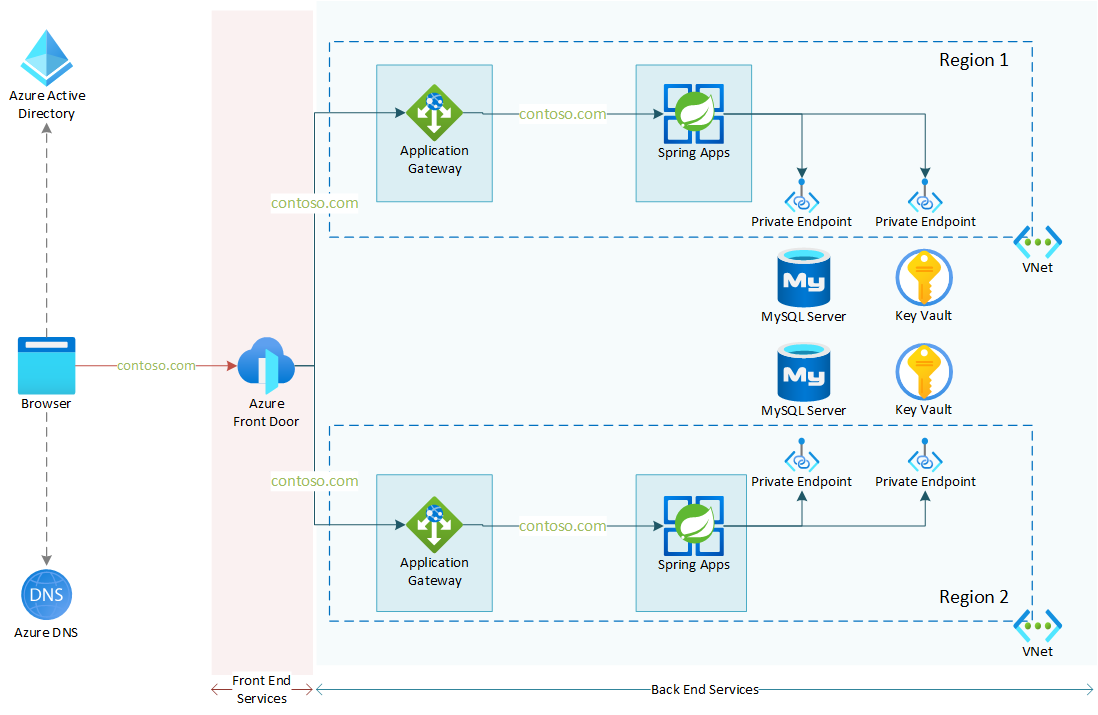 Azure Active
Directory
Region 1
Application
Gateway
contoso.com
Spring Apps
contoso.com
Private Endpoint
Private Endpoint
VNet
My
MySQL Server
Key Vault
Browser
contoso.com
Azure
Front Door
My
MySQL Server
Key Vault
contoso.com
Private Endpoint
Private Endpoint
Application
Gateway
contoso.com
Spring Apps
Region 2
DNS
Azure DNS
VNet
Front End
Services
Back End Services